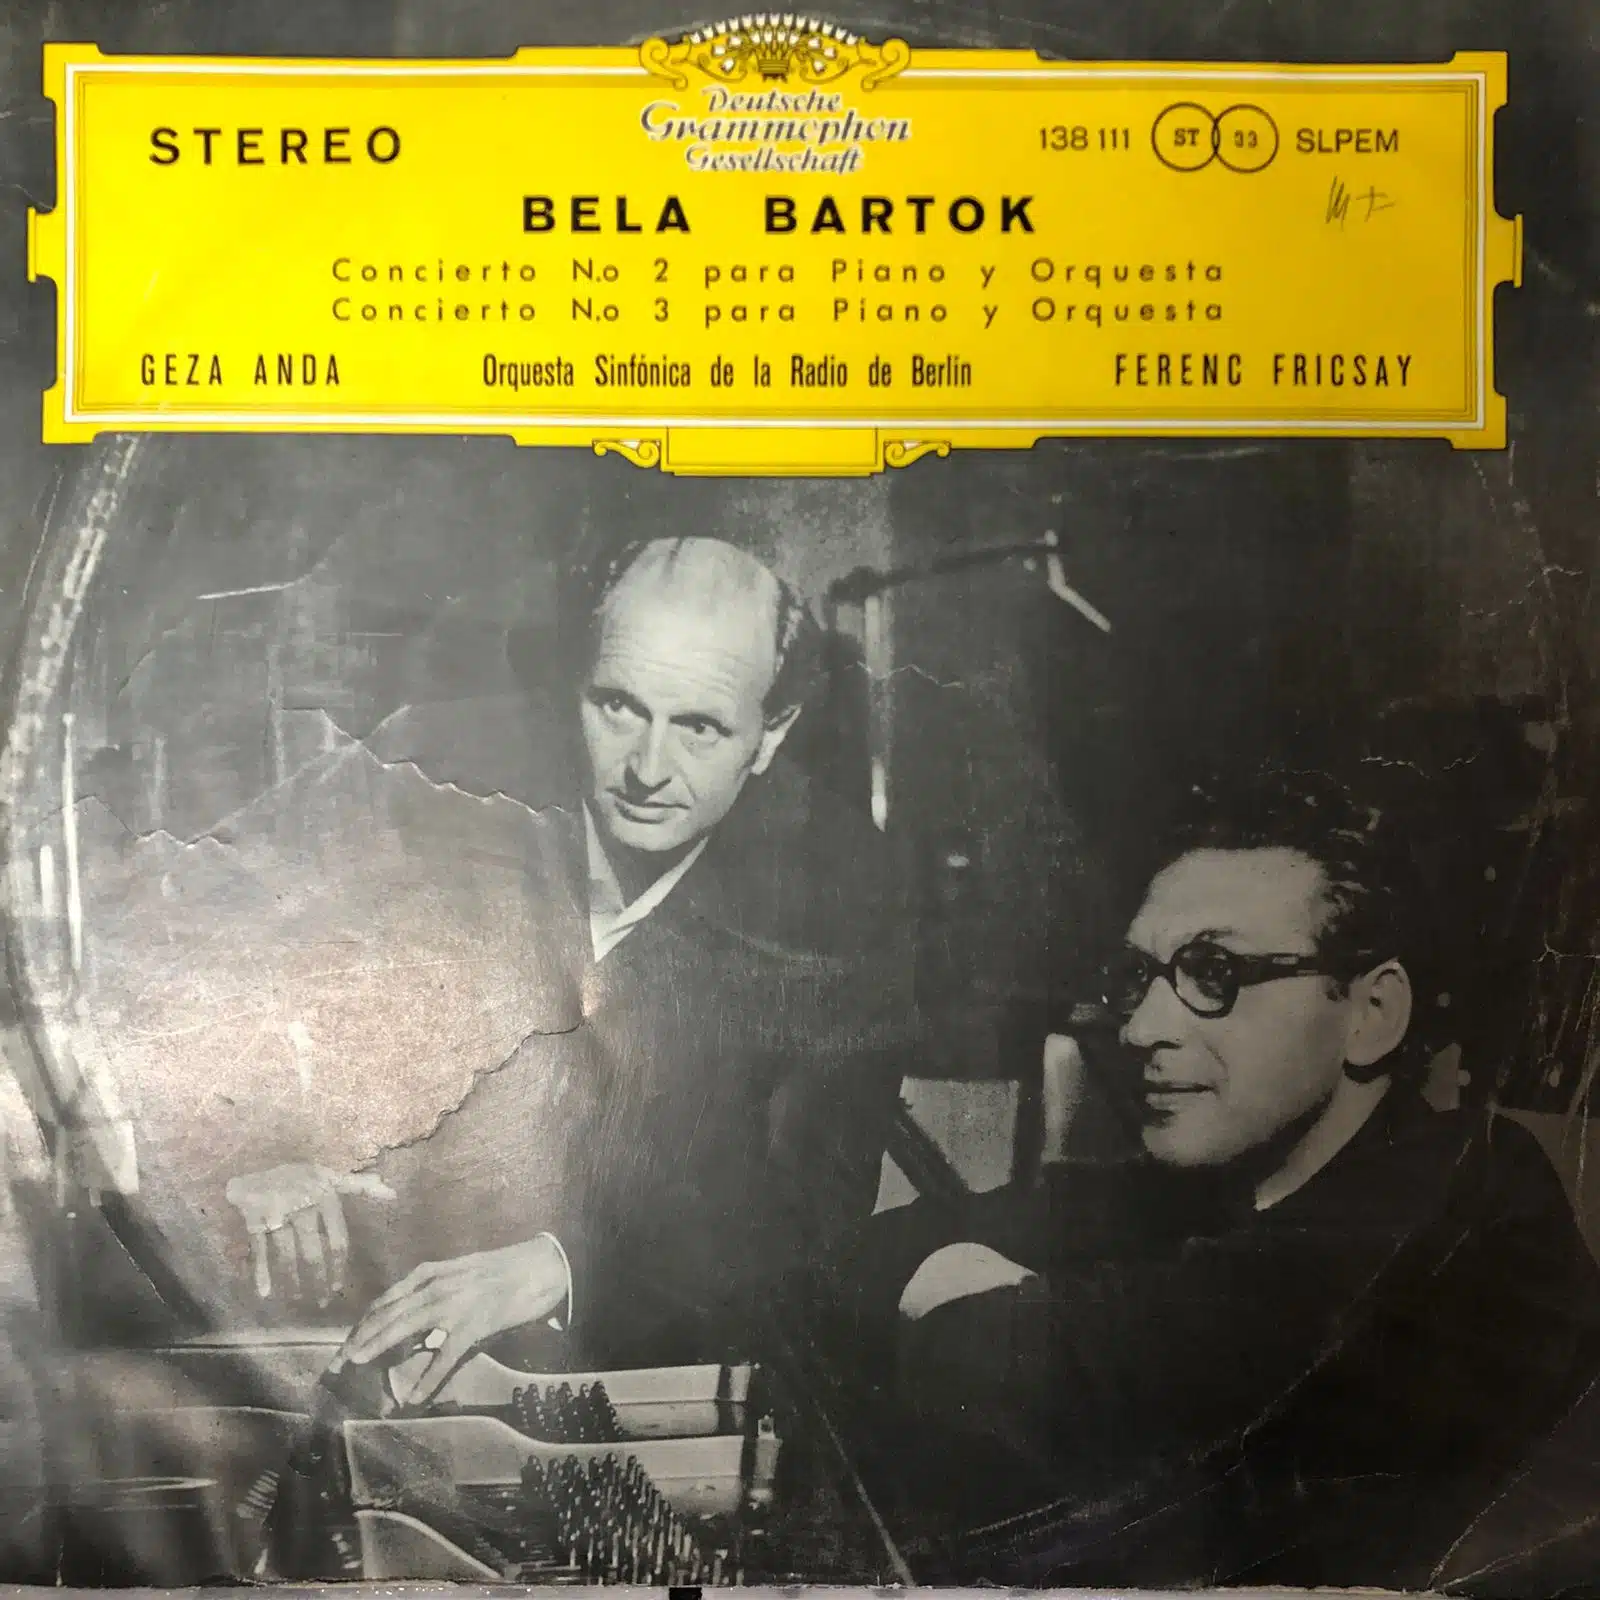 Deutsche
Grammophon
Gesellschaft
STEREO
138 111 ST 33 SLPEM
BELA BARTOK
Concierto N.o 2 para Piano y Orquesta
Concierto N.o 3 para Piano y Orquesta
GEZA ANDA Orquesta Sinfónica de la Radio de Berlín FERENC FRICSAY